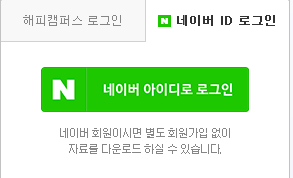 해피캠퍼스 로그인
N 네이버 ID 로그인
N 네이버 아이디로 로그인
네이버 회원이시면 별도 회원가입 없이
자료를 다운로드 하실 수 있습니다.